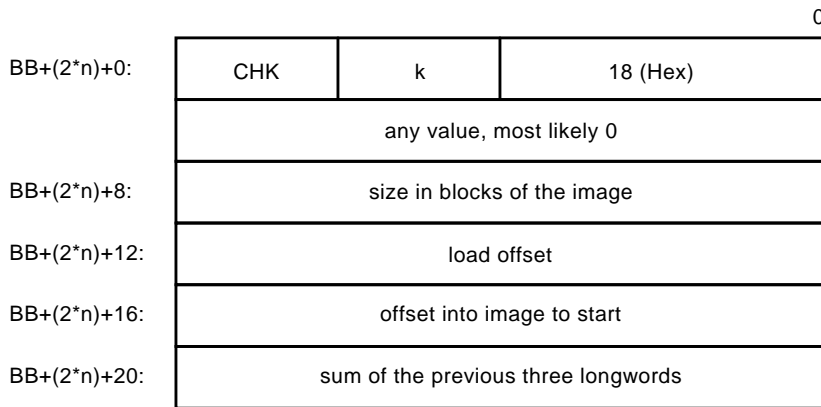 0
BB+(2*n)+0: CHK k 18 (Hex)
any value, most likely 0
BB+(2*n)+8: size in blocks of the image
BB+(2*n)+12: load offset
BB+(2*n)+16: offset into image to start
BB+(2*n)+20: sum of the previous three longwords